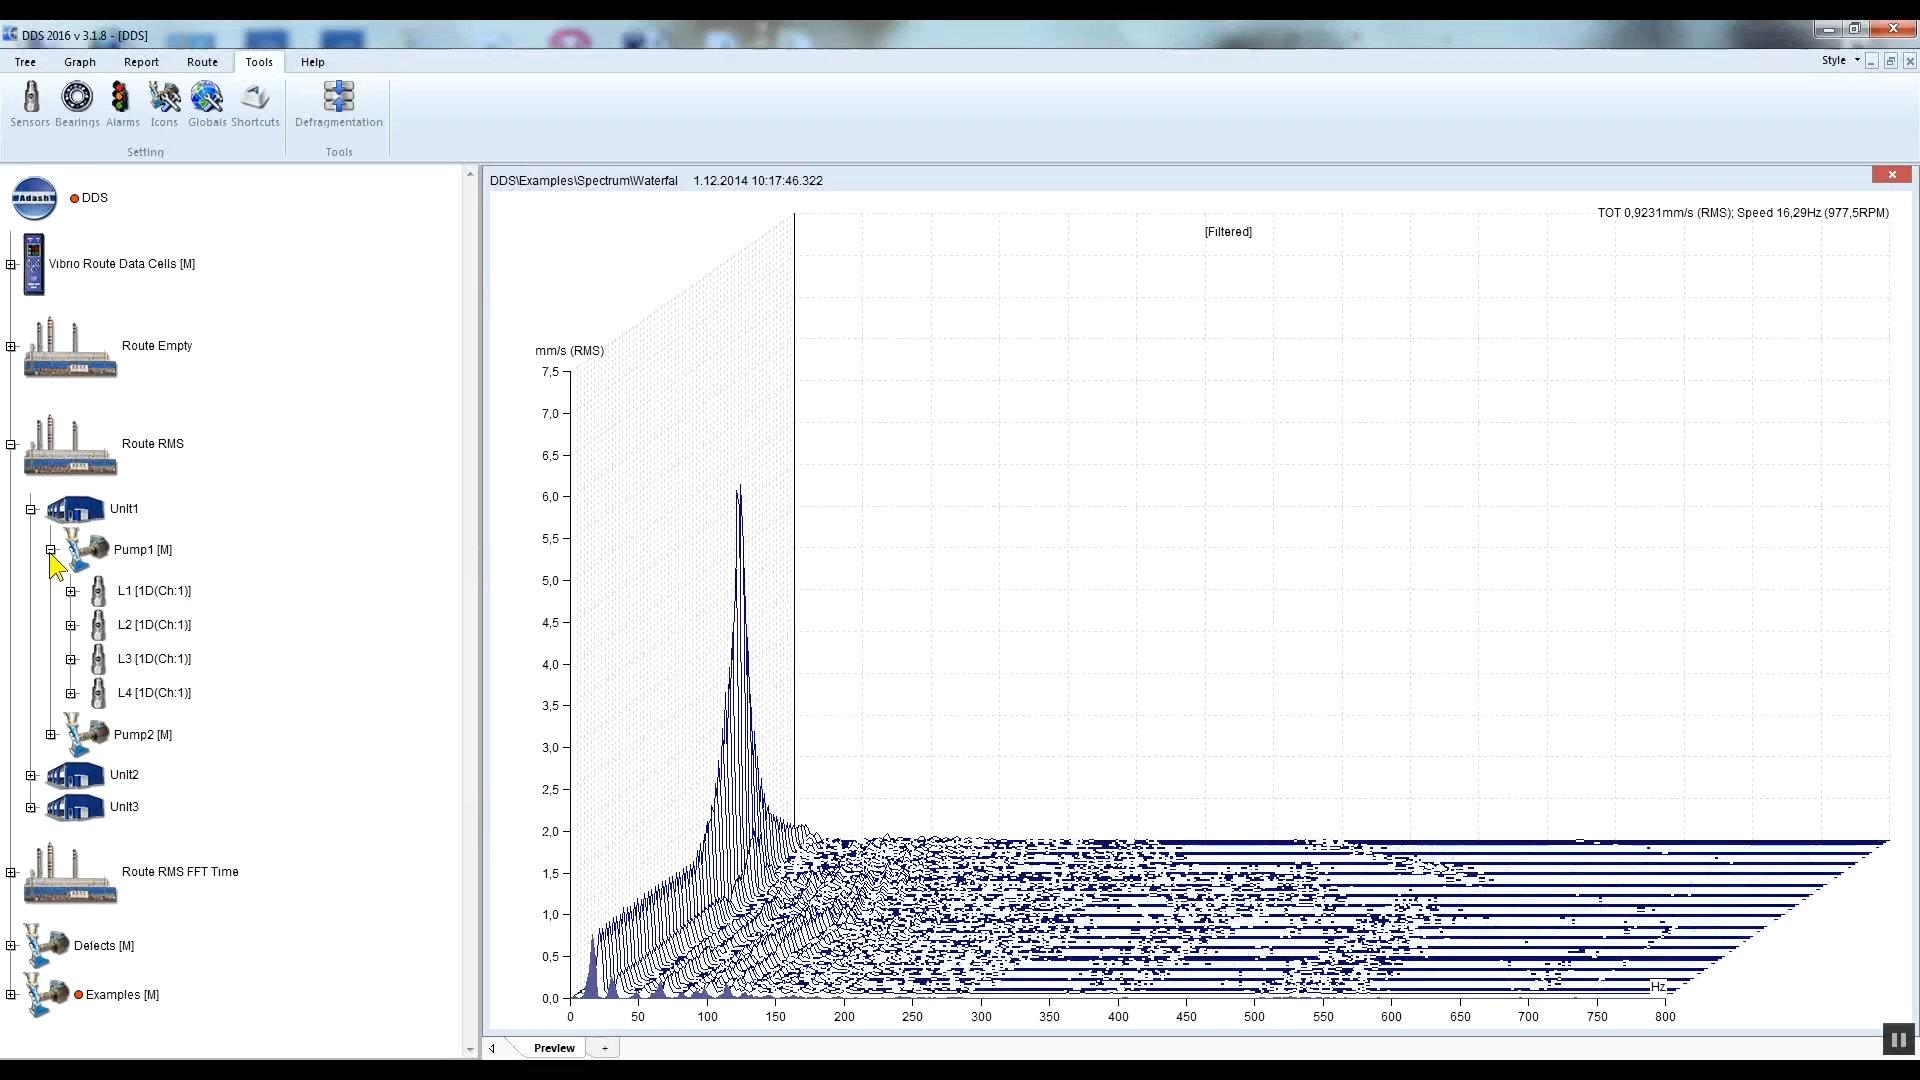 DDS 2016 v 3.1.8 - [DDS]
Tree Graph Report Route Tools Help Style
Sensors Bearings Alarms Icons Globals Shortcuts Defragmentation
Setting Tools
DDS\Examples\Spectrum\Waterfal 1.12.2014 10:17:46.322
Adash
DDS
Vibrio Route Data Cells [M]
Route Empty
Route RMS
Unit1
Pump1 [M]
L1 [1D(Ch:1)]
L2 [1D(Ch:1)]
L3 [1D(Ch:1)]
L4 [1D(Ch:1)]
Pump2 [M]
Unit2
Unit3
Route RMS FFT Time
Defects [M]
Examples [M]
TOT 0,9231mm/s (RMS); Speed 16,29Hz (977,5RPM)
[Filtered]
mm/s (RMS)
7,5
7,0
6,5
6,0
5,5
5,0
4,5
4,0
3,5
3,0
2,5
2,0
1,5
1,0
0,5
0,0
Hz
0 50 100 150 200 250 300 350 400 450 500 550 600 650 700 750 800
Preview +